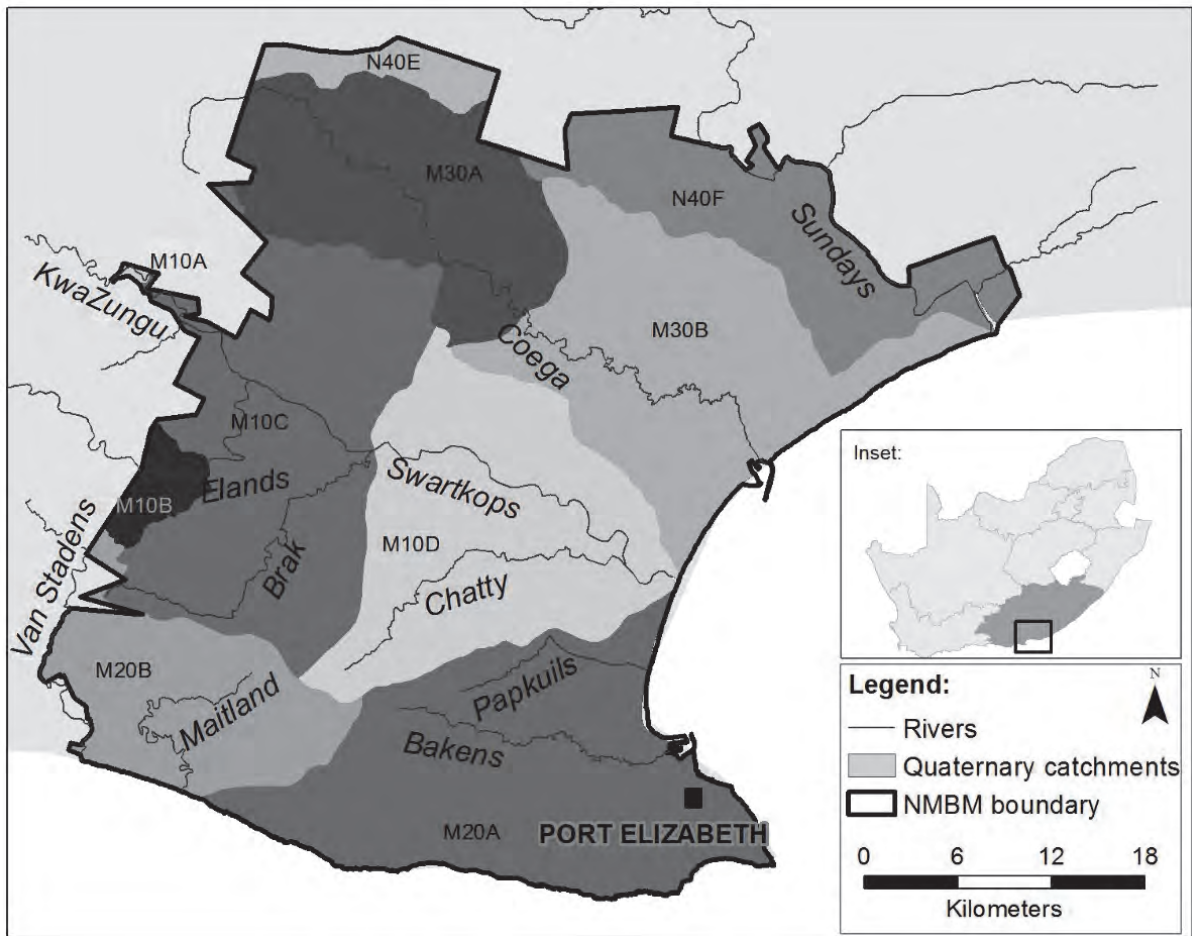 N40E
M30A
N40F
Sundays
M10A
KwaZungu
M30B
Coega
M10C
Elands
Swartkops
M10B
Van Stadens
Brak
M10D
Chatty
M20B
Maitland
Papkuils
Bakens
M20A
PORT ELIZABETH
Inset:
Legend:
N
Rivers
Quaternary catchments
NMBM boundary
0 6 12 18
Kilometers